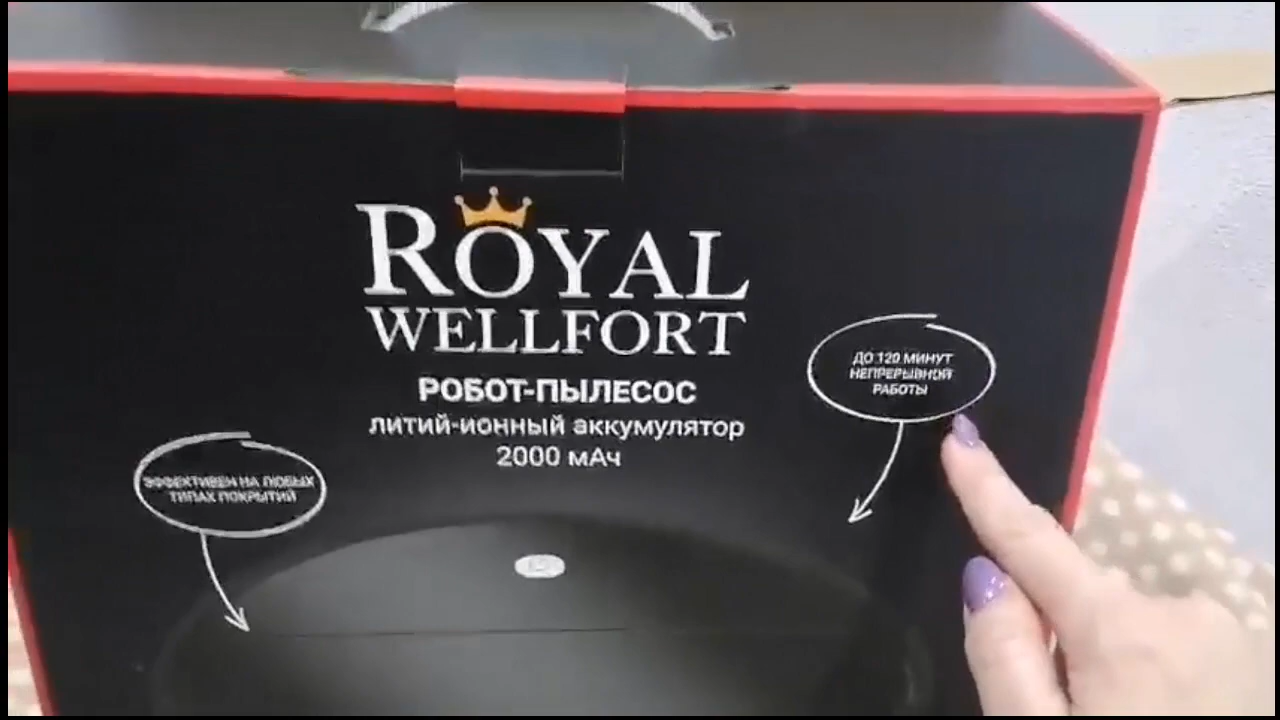 ROYAL
WELLFORT
РОБОТ-ПЫЛЕСОС
литий-ионный аккумулятор
2000 мАч
ДО 120 МИНУТ
НЕПРЕРЫВНОЙ
РАБОТЫ
ЭФФЕКТИВЕН НА ЛЮБЫХ
ТИПАХ ПОКРЫТИЙ